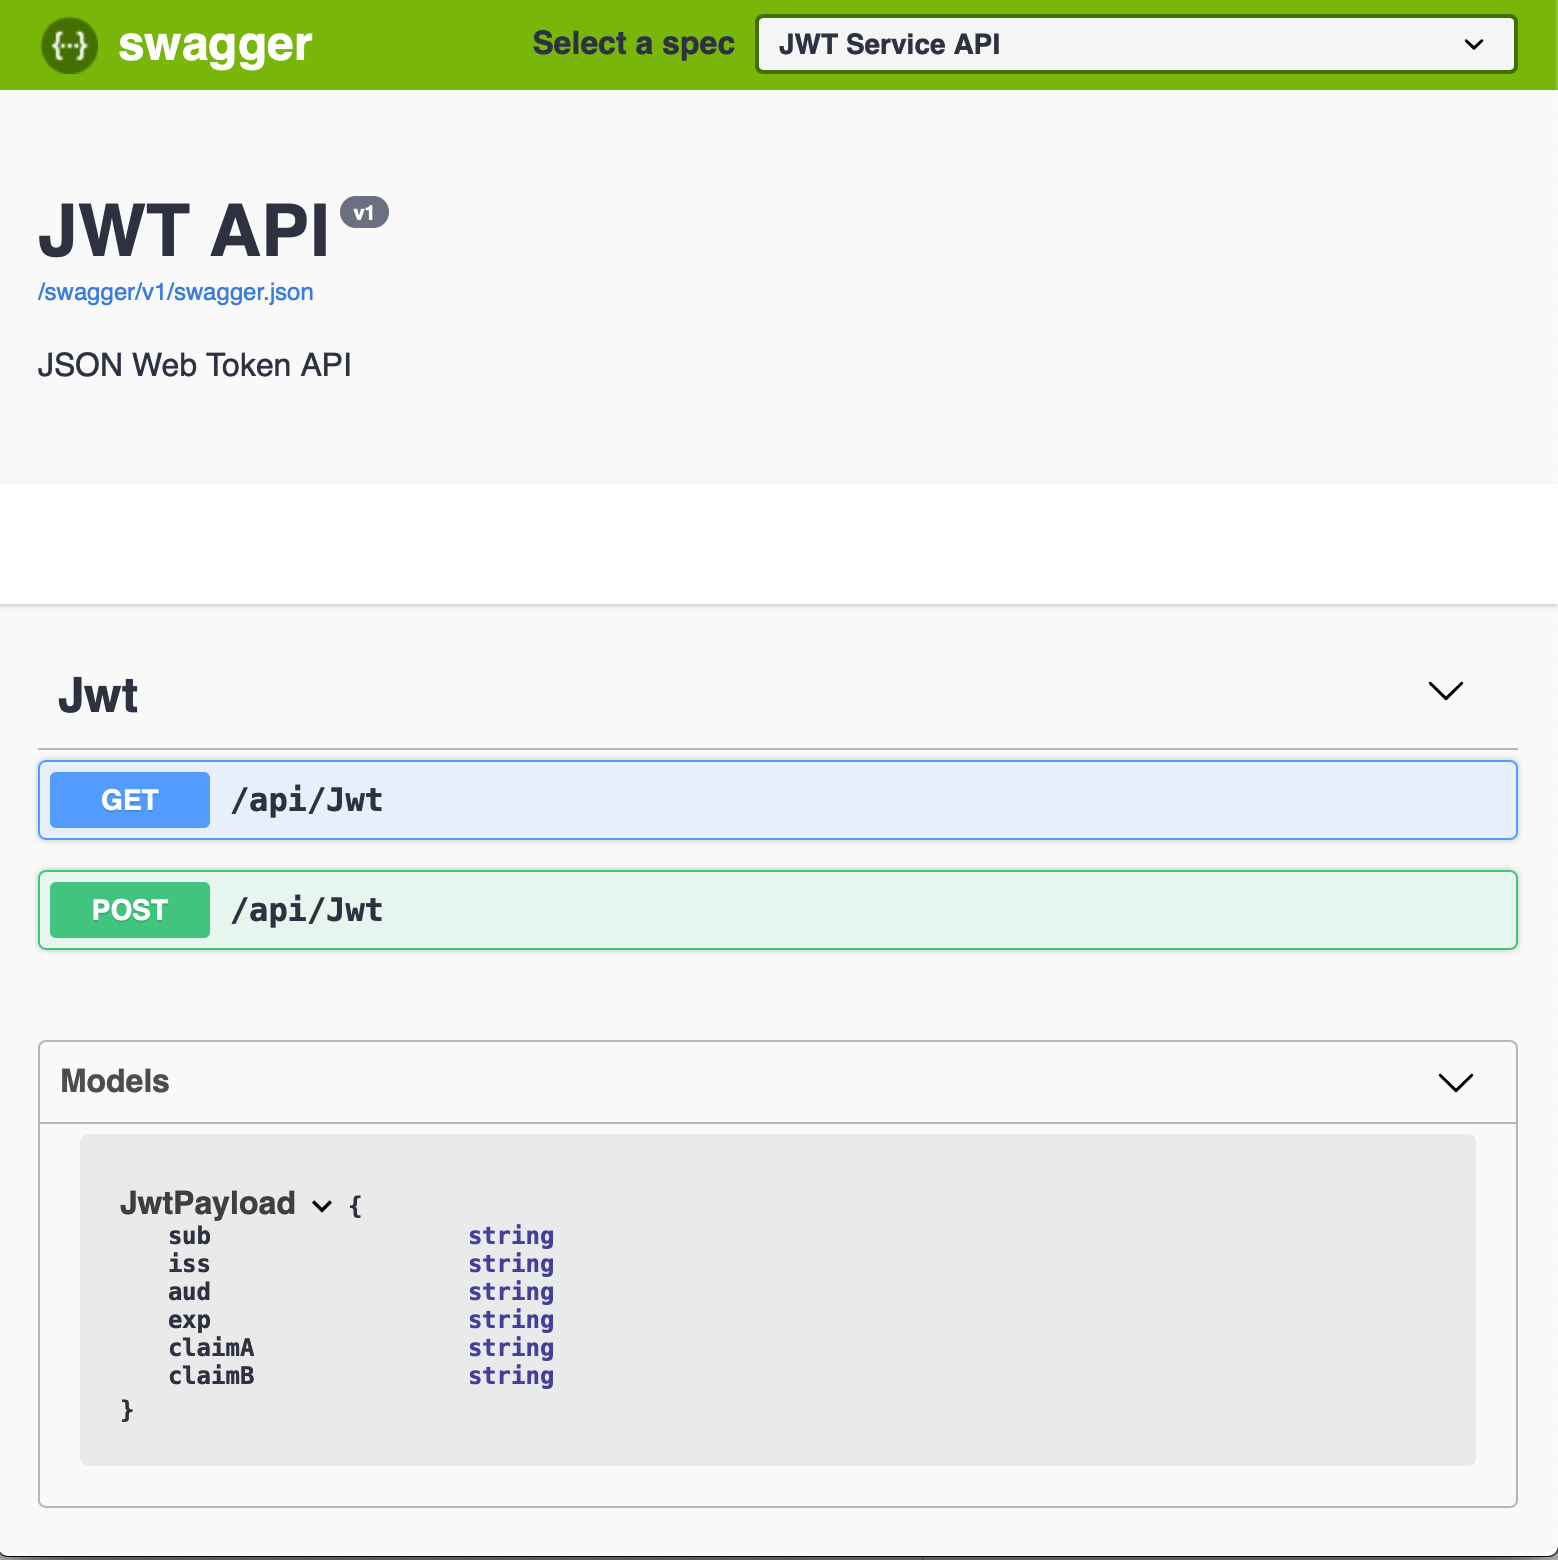 {...} swagger Select a spec JWT Service API
JWT API v1
/swagger/v1/swagger.json
JSON Web Token API
Jwt
GET /api/Jwt
POST /api/Jwt
Models
JwtPayload {
sub string
iss string
aud string
exp string
claimA string
claimB string
}